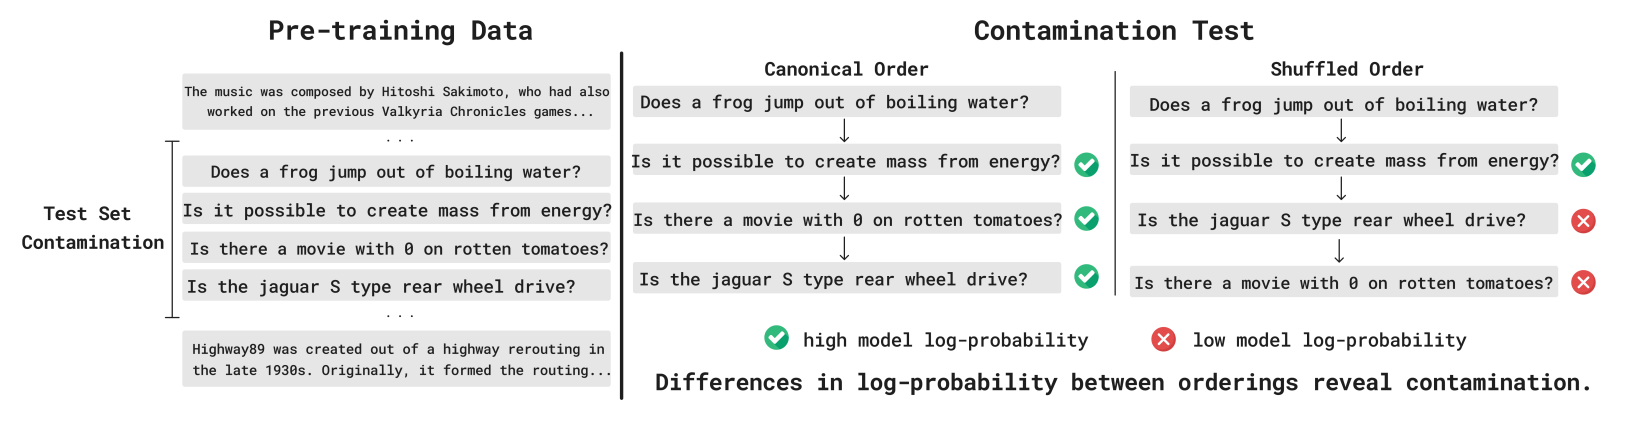 Pre-training Data
The music was composed by Hitoshi Sakimoto, who had also
worked on the previous Valkyria Chronicles games...
...
Test Set
Contamination
Does a frog jump out of boiling water?
Is it possible to create mass from energy?
Is there a movie with 0 on rotten tomatoes?
Is the jaguar S type rear wheel drive?
...
Highway89 was created out of a highway rerouting in
the late 1930s. Originally, it formed the routing...
Contamination Test
Canonical Order
Does a frog jump out of boiling water?
Is it possible to create mass from energy?
Is there a movie with 0 on rotten tomatoes?
Is the jaguar S type rear wheel drive?
Shuffled Order
Does a frog jump out of boiling water?
Is it possible to create mass from energy?
Is the jaguar S type rear wheel drive?
Is there a movie with 0 on rotten tomatoes?
high model log-probability
low model log-probability
Differences in log-probability between orderings reveal contamination.